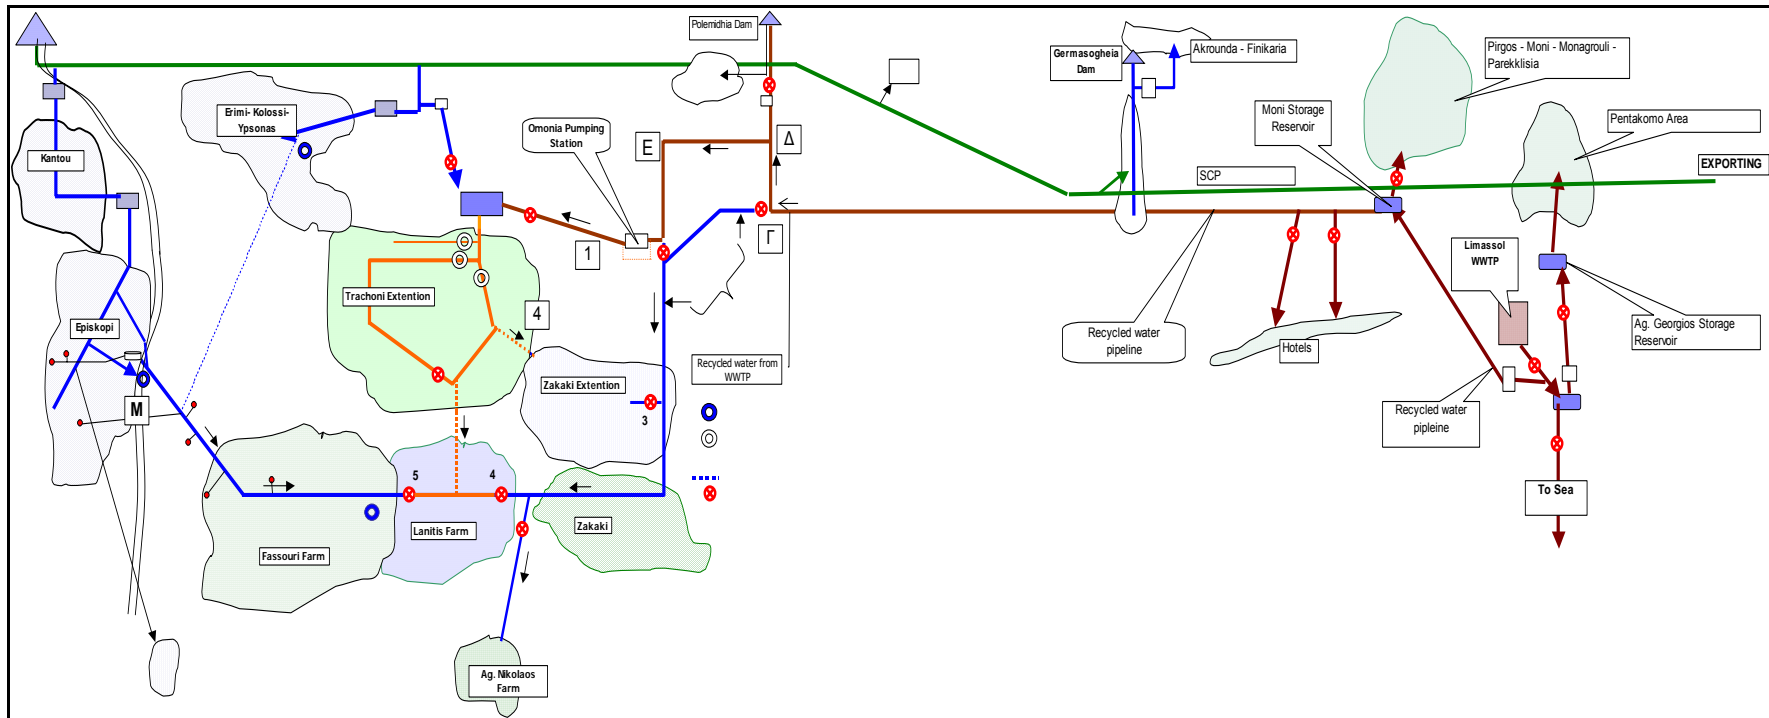 Polemidhia Dam
Germasogheia
Dam
Akrounda - Finikaria
Pirgos - Moni - Monagrouli -
Parekklisia
Erimi- Kolossi-
Ypsonas
Omonia Pumping
Station
E
Δ
Moni Storage
Reservoir
Pentakomo Area
Kantou
SCP
EXPORTING
1
Γ
Limassol
WWTP
Trachoni Extention
4
Episkopi
Recycled water
pipeline
Hotels
Ag. Georgios Storage
Reservoir
Recycled water from
WWTP
Zakaki Extention
3
M
Recycled water
pipleine
5
4
To Sea
Lanitis Farm
Zakaki
Fassouri Farm
Ag. Nikolaos
Farm